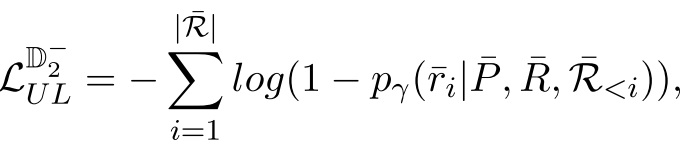 $\mathcal{L}_{UL}^{\mathbb{D}_2^-} = -\sum_{i=1}^{|\bar{\mathcal{R}}|} log(1 - p_\gamma(\bar{r}_i|\bar{P}, \bar{R}, \bar{\mathcal{R}}_{<i})),$